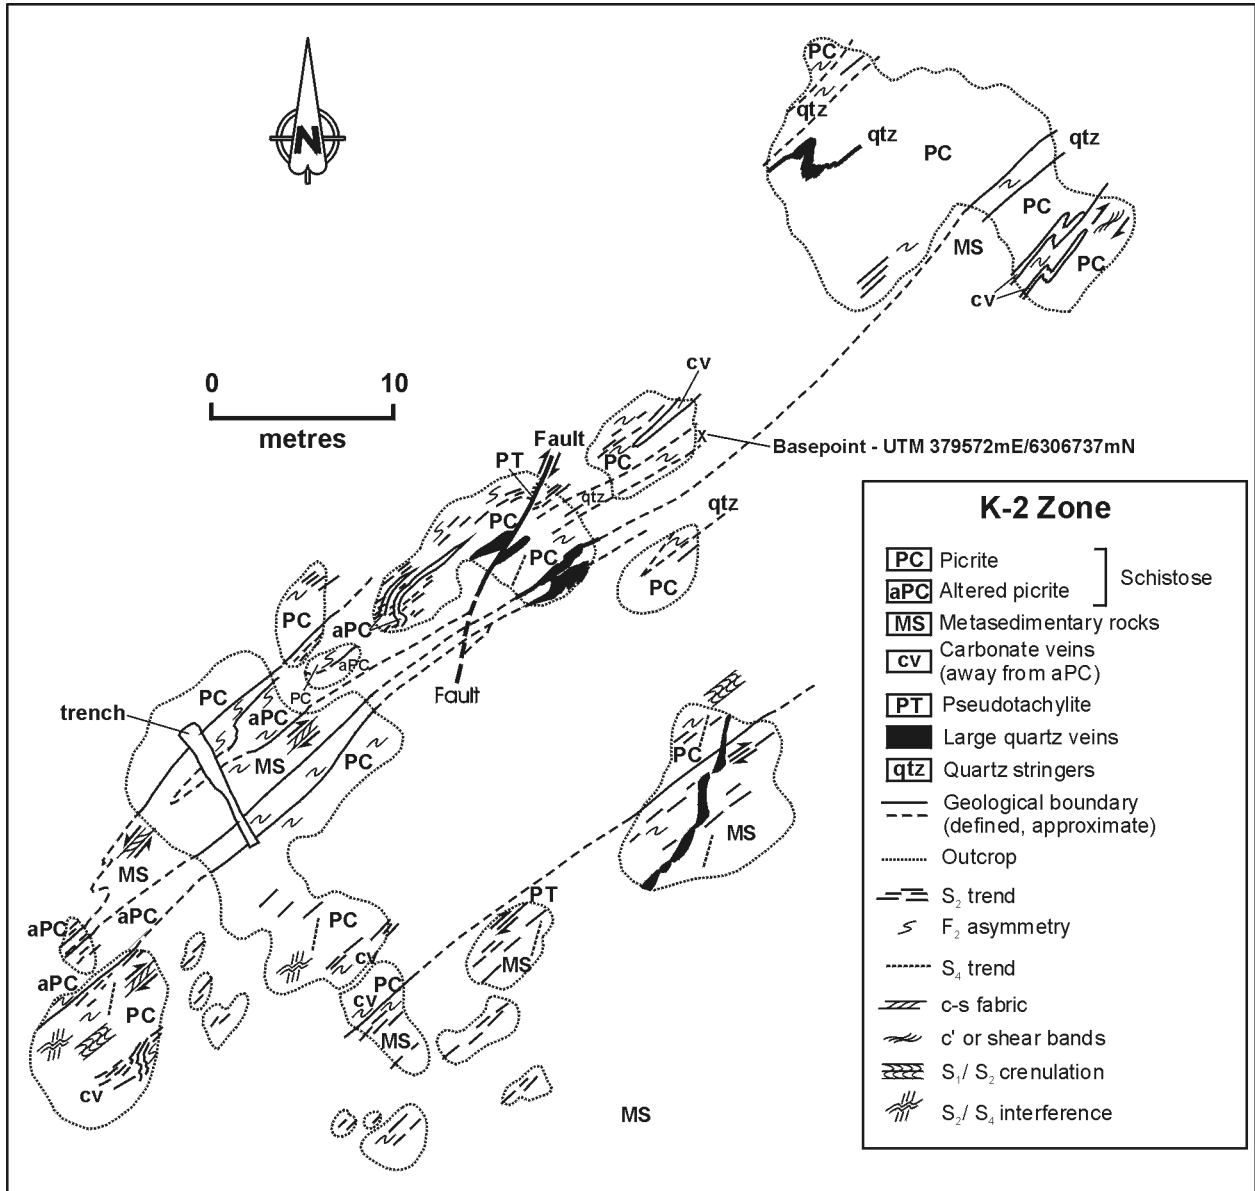 N
PC
qtz
qtz
PC
qtz
PC
MS
PC
cv
0 10
metres
cv
Fault
PT
PC
Basepoint - UTM 379572mE/6306737mN
qtz
qtz
PC
PC
PC
PC
aPC
aPC
PC
PC
Fault
trench
aPC
MS
PC
PC
MS
MS
PT
aPC
aPC
PC
cv
MS
aPC
PC
PC
cv
MS
cv
MS
K-2 Zone
PC Picrite
aPC Altered picrite
Schistose
MS Metasedimentary rocks
cv Carbonate veins
(away from aPC)
PT Pseudotachylite
Large quartz veins
qtz Quartz stringers
Geological boundary
(defined, approximate)
Outcrop
S2 trend
F2 asymmetry
S4 trend
c-s fabric
c' or shear bands
S1/ S2 crenulation
S2/ S4 interference